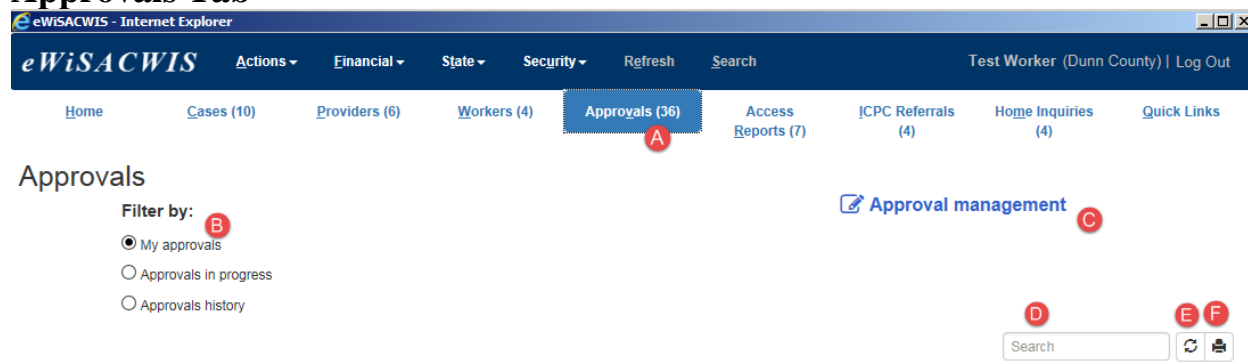 Approvals Tab
eWiSACWIS - Internet Explorer
eWiSACWIS Actions Financial State Security Refresh Search Test Worker (Dunn County) | Log Out
Home Cases (10) Providers (6) Workers (4) Approvals (36) Access Reports (7) ICPC Referrals (4) Home Inquiries (4) Quick Links
A
Approvals
Filter by:
B
Approval management
C
My approvals
Approvals in progress
Approvals history
D E F
Search